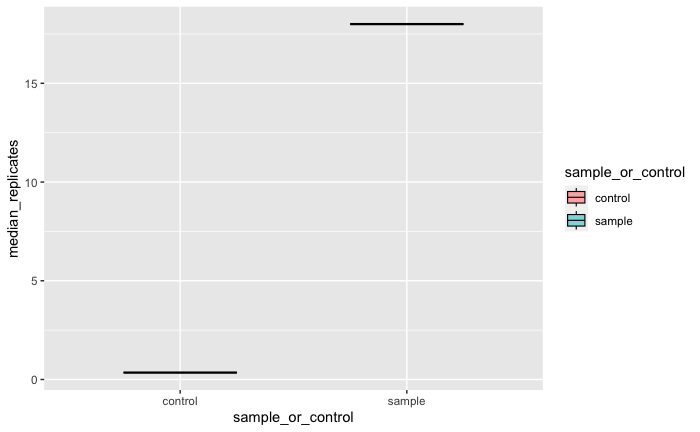 median_replicates
15
10
5
0
control
sample
sample_or_control
sample_or_control
control
sample